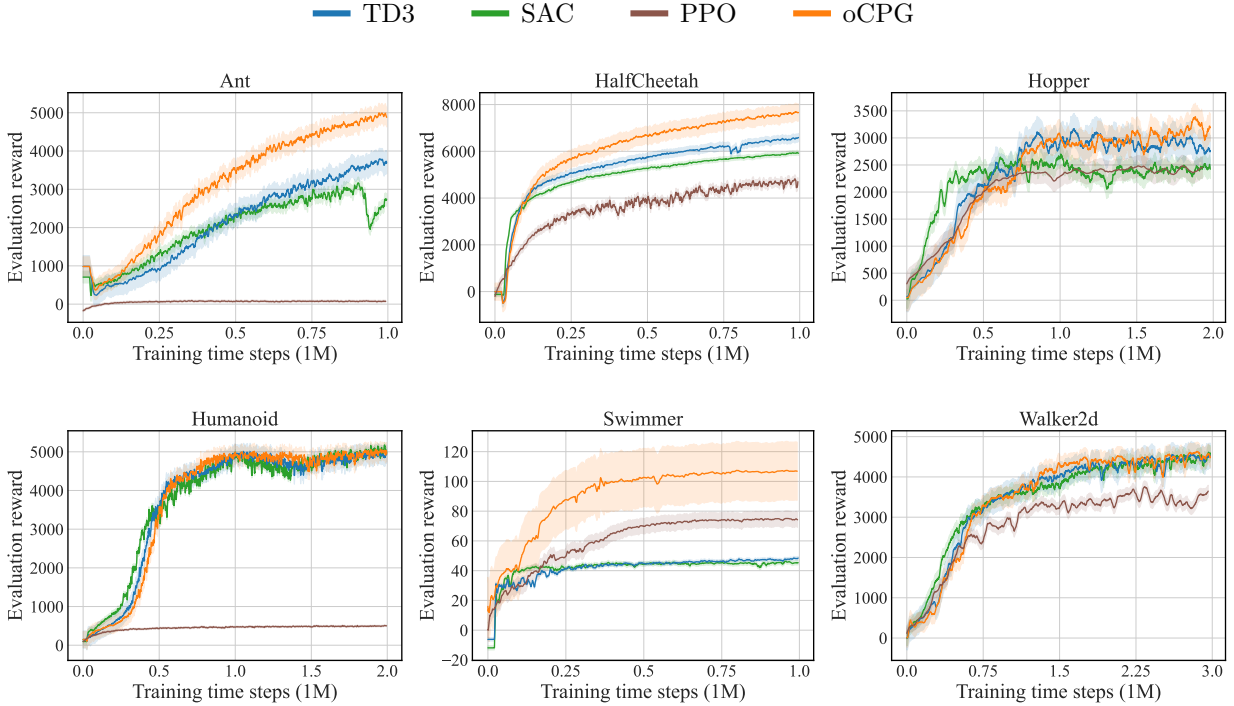 TD3 SAC PPO oCPG
Ant
Evaluation reward
5000
4000
3000
2000
1000
0
0.0 0.25 0.5 0.75 1.0
Training time steps (1M)
HalfCheetah
Evaluation reward
8000
6000
4000
2000
0
0.0 0.25 0.5 0.75 1.0
Training time steps (1M)
Hopper
Evaluation reward
3500
3000
2500
2000
1500
1000
500
0
0.0 0.5 1.0 1.5 2.0
Training time steps (1M)
Humanoid
Evaluation reward
5000
4000
3000
2000
1000
0
0.0 0.5 1.0 1.5 2.0
Training time steps (1M)
Swimmer
Evaluation reward
120
100
80
60
40
20
0
−20
0.0 0.25 0.5 0.75 1.0
Training time steps (1M)
Walker2d
Evaluation reward
5000
4000
3000
2000
1000
0
0.0 0.75 1.5 2.25 3.0
Training time steps (1M)